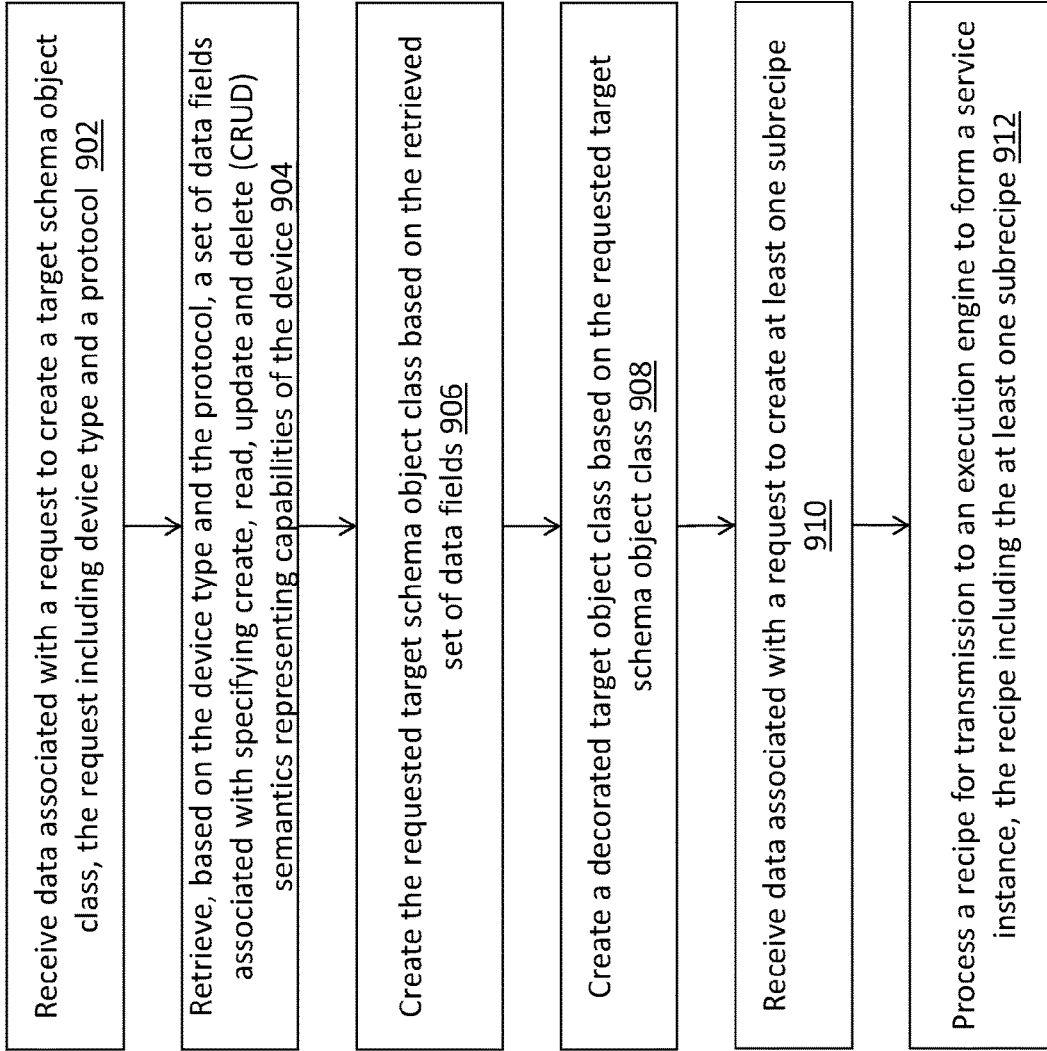 Receive data associated with a request to create a target schema object
class, the request including device type and a protocol 902
Retrieve, based on the device type and the protocol, a set of data fields
associated with specifying create, read, update and delete (CRUD)
semantics representing capabilities of the device 904
Create the requested target schema object class based on the retrieved
set of data fields 906
Create a decorated target object class based on the requested target
schema object class 908
Receive data associated with a request to create at least one subrecipe
910
Process a recipe for transmission to an execution engine to form a service
instance, the recipe including the at least one subrecipe 912